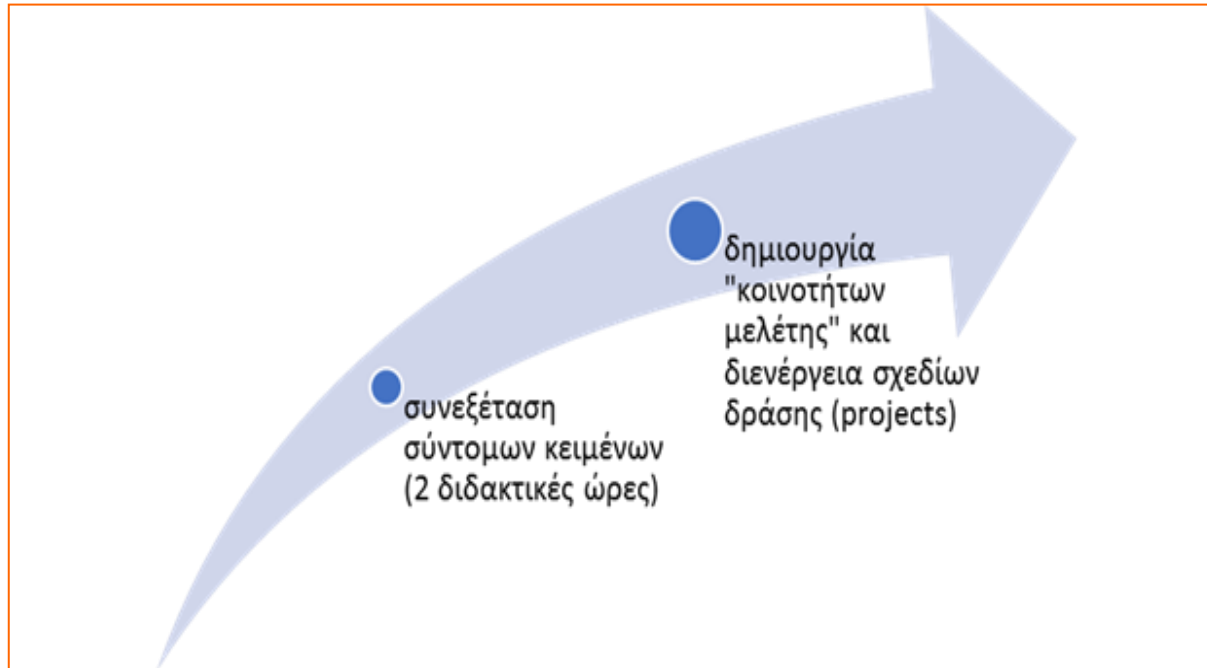 συνεξέταση
σύντομων κειμένων
(2 διδακτικές ώρες)
δημιουργία
"κοινοτήτων
μελέτης" και
διενέργεια σχεδίων
δράσης (projects)